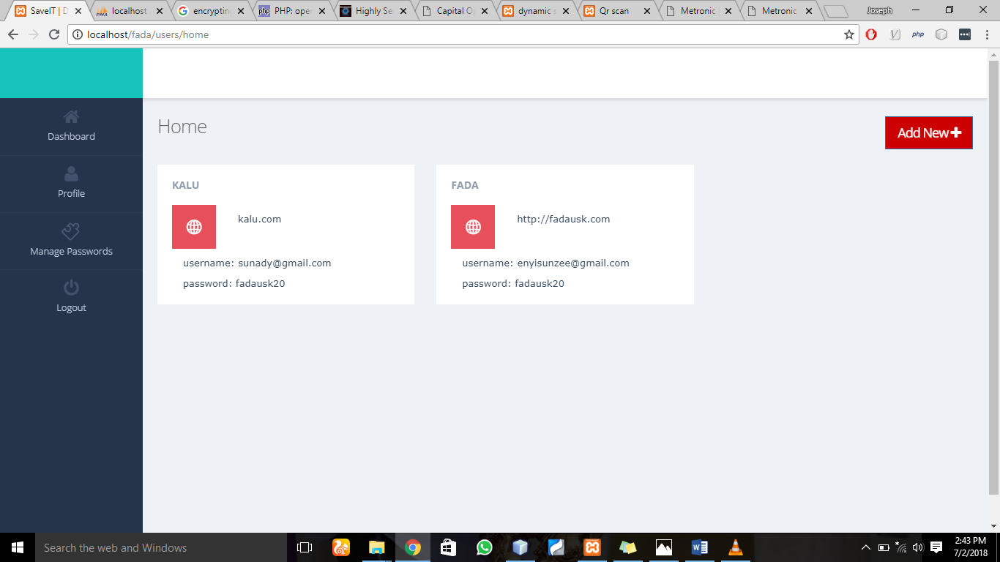 SaveIT | D
localhost
encryptin
PHP: oper
Highly Se
Capital O
dynamic s
Qr scan
Metronic
Metronic
Joseph
localhost/fada/users/home
php
Home
Add New
Dashboard
Profile
Manage Passwords
Logout
KALU
kalu.com
username: sunady@gmail.com
password: fadausk20
FADA
http://fadausk.com
username: enyisunzee@gmail.com
password: fadausk20
Search the web and Windows
2:43 PM
7/2/2018